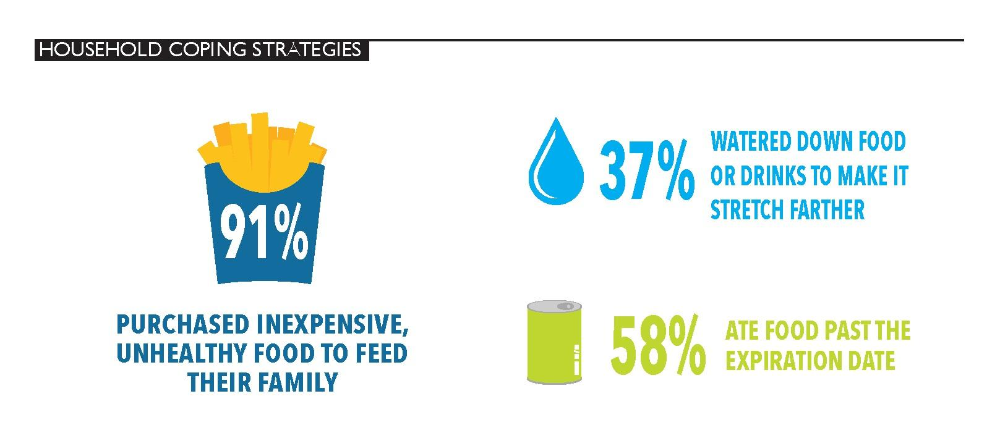 HOUSEHOLD COPING STRATEGIES
91%
PURCHASED INEXPENSIVE,
UNHEALTHY FOOD TO FEED
THEIR FAMILY
37%
WATERED DOWN FOOD
OR DRINKS TO MAKE IT
STRETCH FARTHER
58%
ATE FOOD PAST THE
EXPIRATION DATE